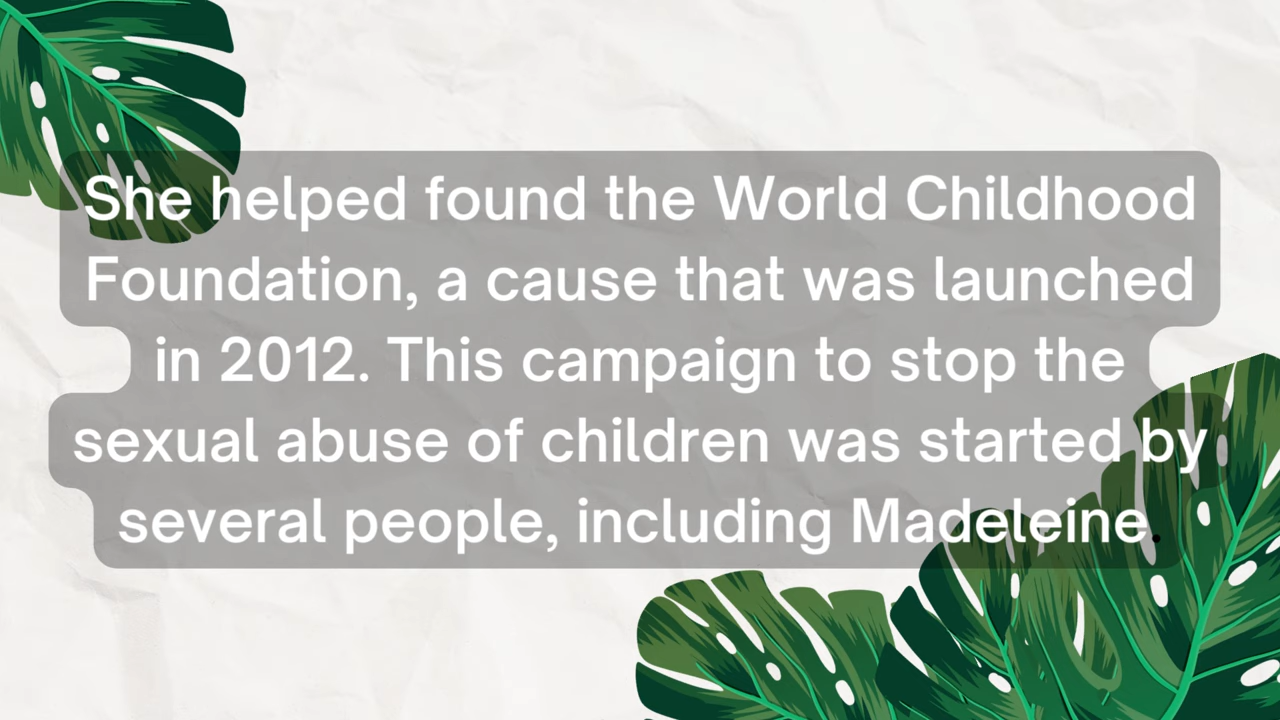 She helped found the World Childhood
Foundation, a cause that was launched
in 2012. This campaign to stop the
sexual abuse of children was started by
several people, including Madeleine.